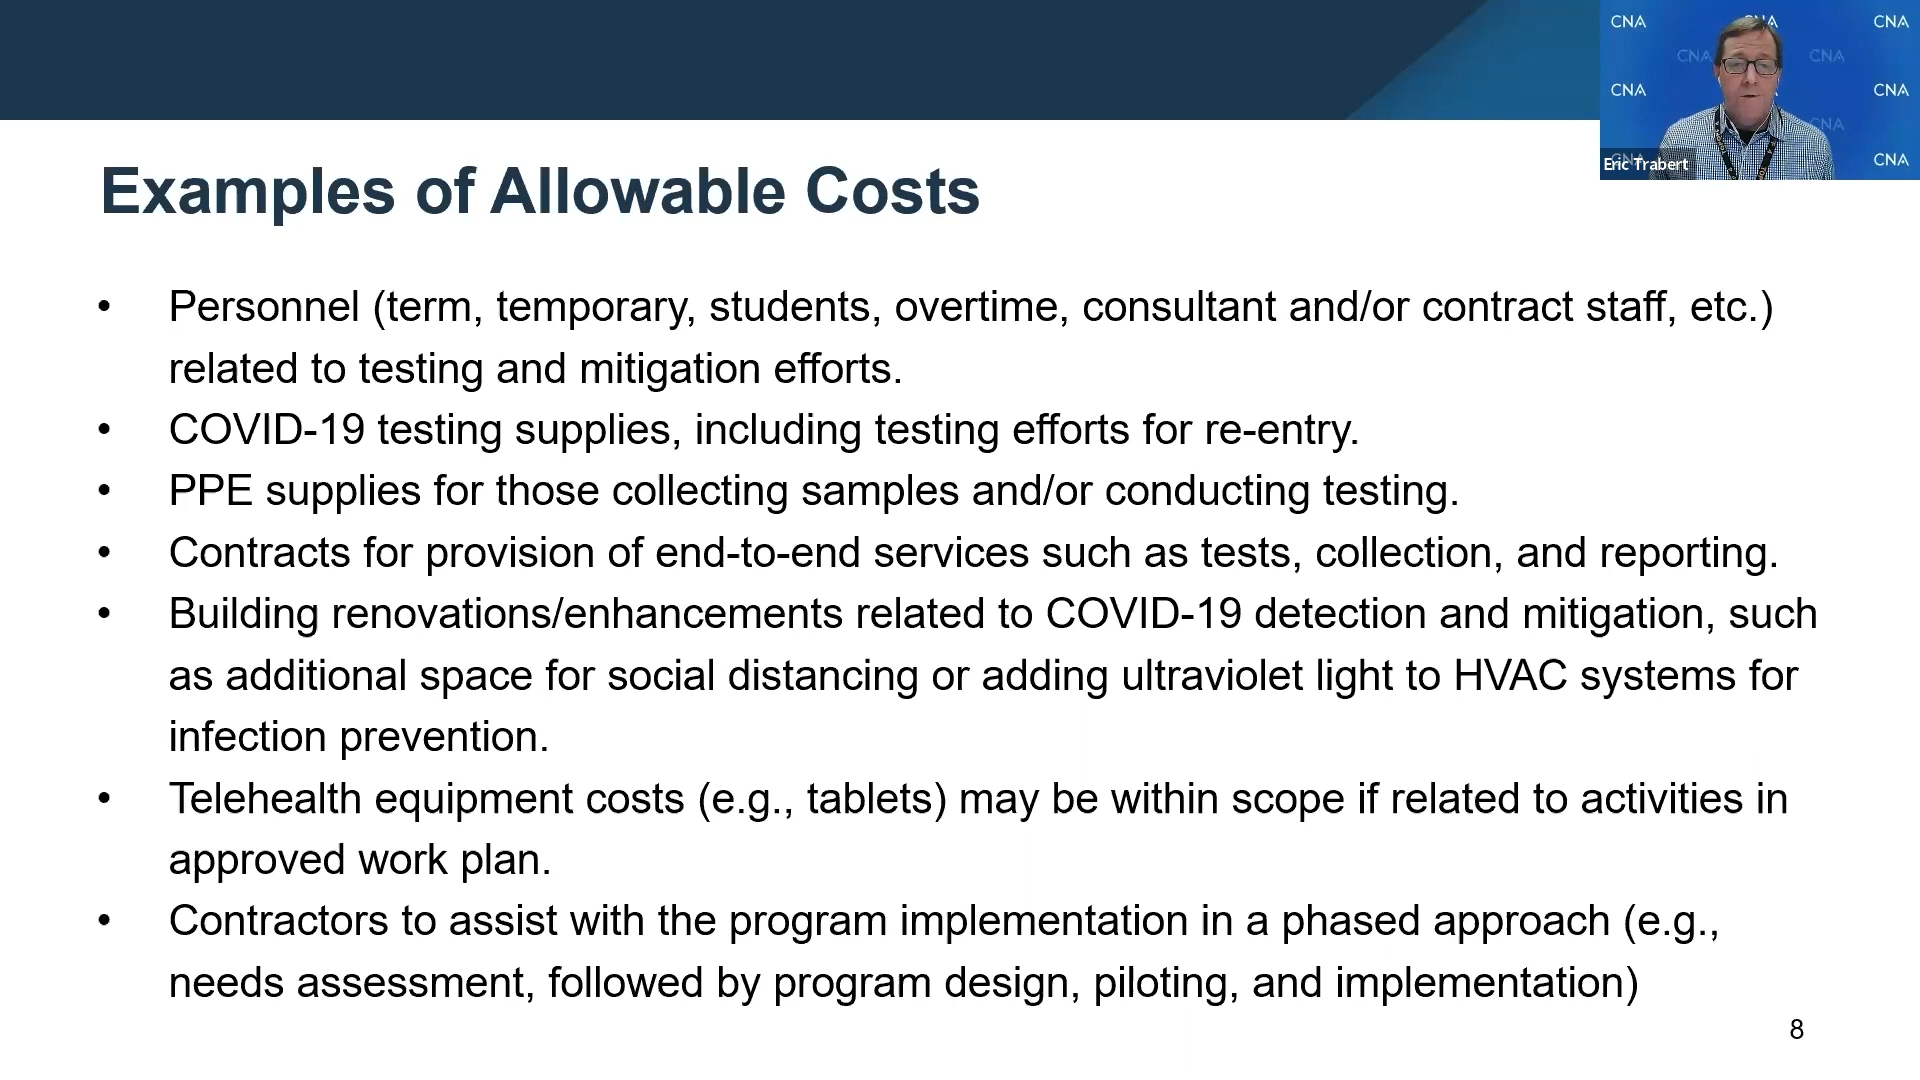 CNA CNA CNA
CNA CNA
CNA CNA
CNA
CNA
Eric Trabert
Examples of Allowable Costs
• Personnel (term, temporary, students, overtime, consultant and/or contract staff, etc.)
related to testing and mitigation efforts.
• COVID-19 testing supplies, including testing efforts for re-entry.
• PPE supplies for those collecting samples and/or conducting testing.
• Contracts for provision of end-to-end services such as tests, collection, and reporting.
• Building renovations/enhancements related to COVID-19 detection and mitigation, such
as additional space for social distancing or adding ultraviolet light to HVAC systems for
infection prevention.
• Telehealth equipment costs (e.g., tablets) may be within scope if related to activities in
approved work plan.
• Contractors to assist with the program implementation in a phased approach (e.g.,
needs assessment, followed by program design, piloting, and implementation)
8